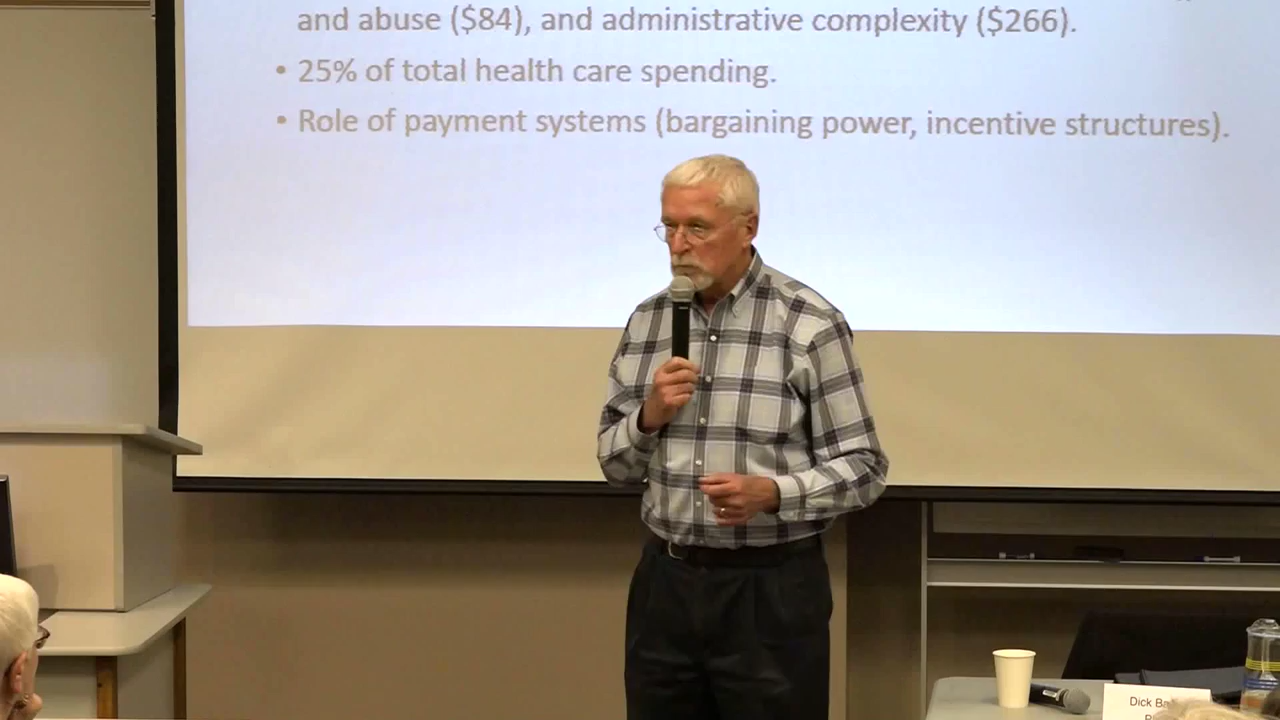 and abuse ($84), and administrative complexity ($266).
• 25% of total health care spending.
• Role of payment systems (bargaining power, incentive structures).
Dick